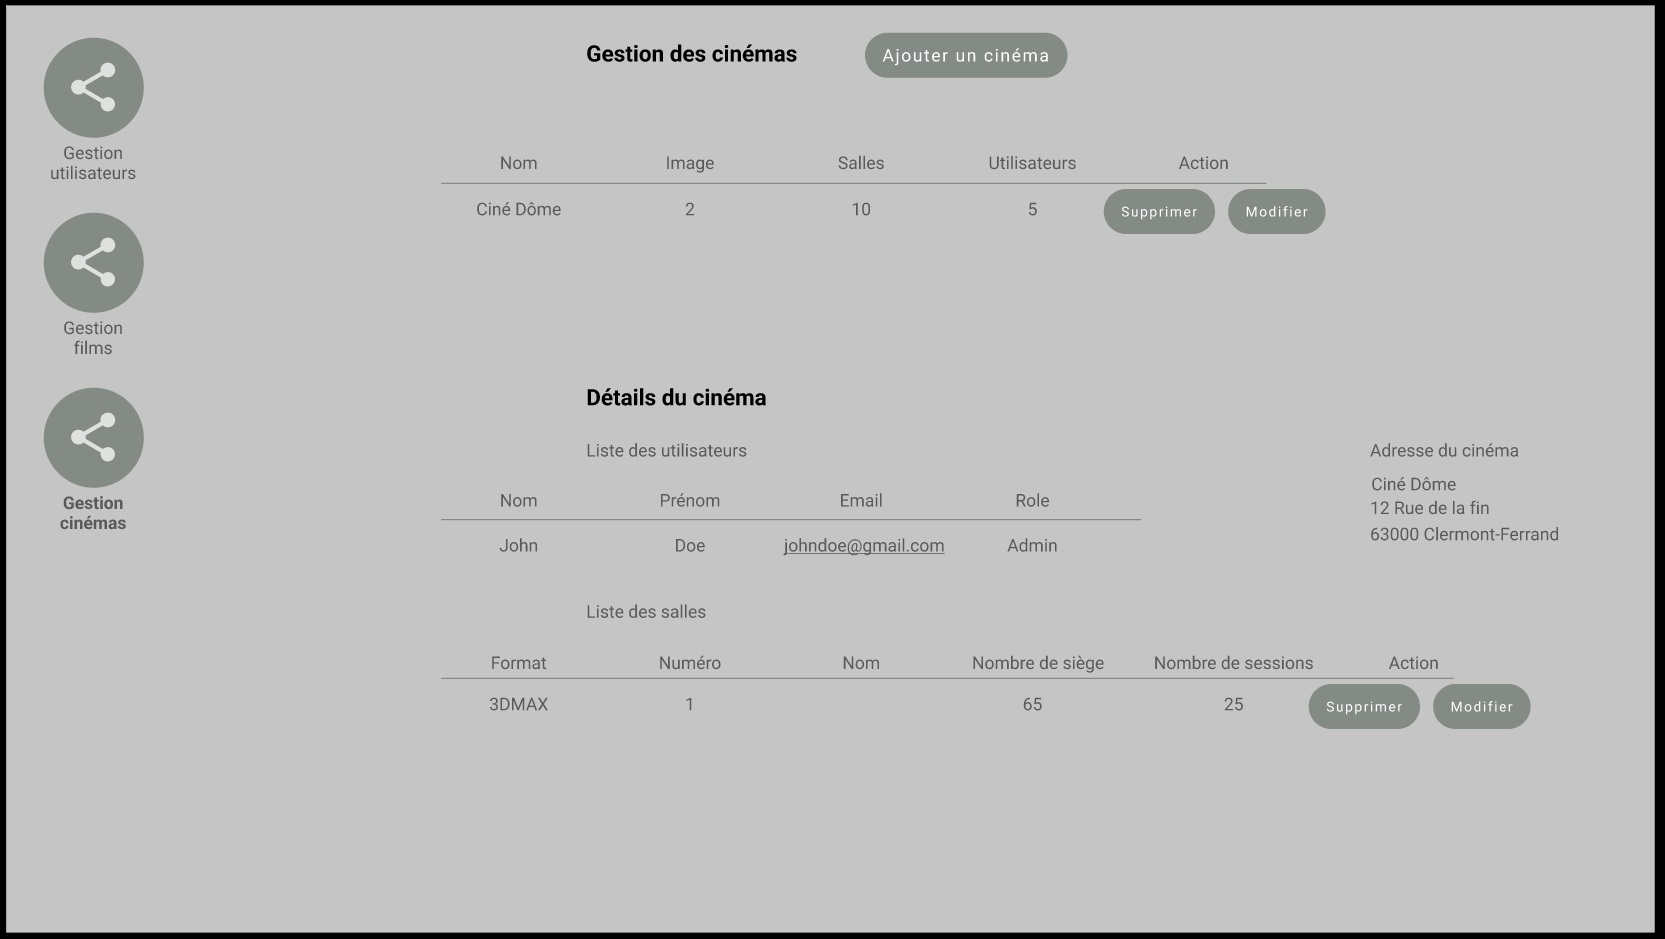 Gestion
utilisateurs
Gestion
films
Gestion
cinémas
Gestion des cinémas
Ajouter un cinéma
Nom Image Salles Utilisateurs Action
Ciné Dôme 2 10 5 Supprimer Modifier
Détails du cinéma
Liste des utilisateurs
Nom Prénom Email Role
John Doe johndoe@gmail.com Admin
Adresse du cinéma
Ciné Dôme
12 Rue de la fin
63000 Clermont-Ferrand
Liste des salles
Format Numéro Nom Nombre de siège Nombre de sessions Action
3DMAX 1 65 25 Supprimer Modifier